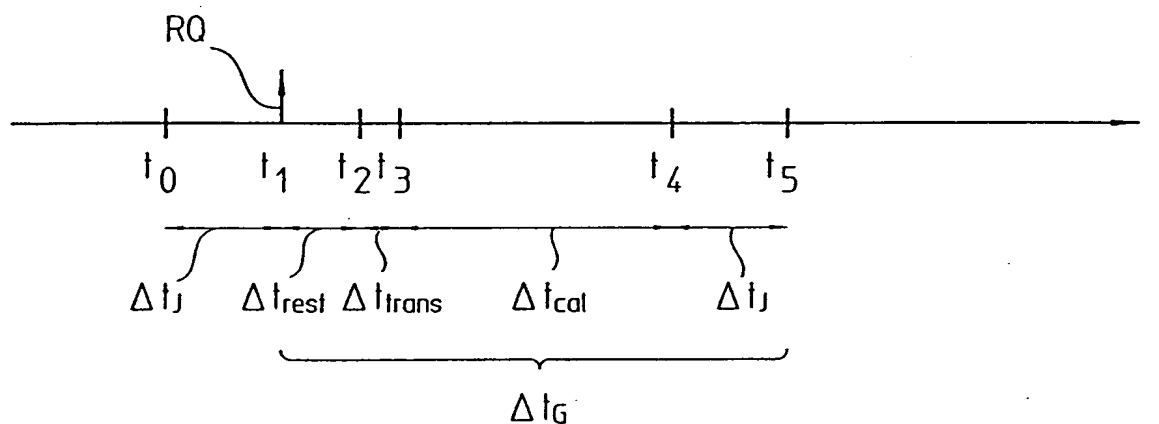 RQ
t0 t1 t2 t3 t4 t5
ΔtJ Δtrest Δttrans Δtcal ΔtJ
ΔtG